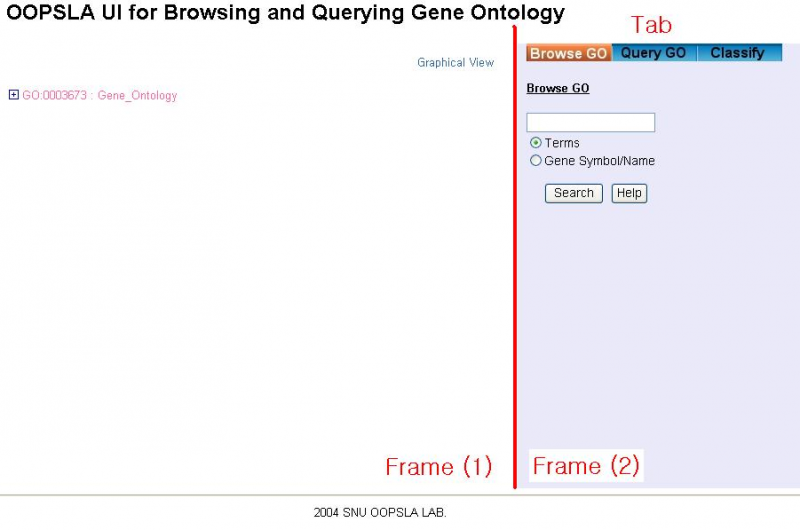 OOPSLA UI for Browsing and Querying Gene Ontology
Tab
Graphical View
Browse GO Query GO Classify
GO:0003673 : Gene_Ontology
Browse GO
Terms
Gene Symbol/Name
Search Help
Frame (1)
Frame (2)
2004 SNU OOPSLA LAB.